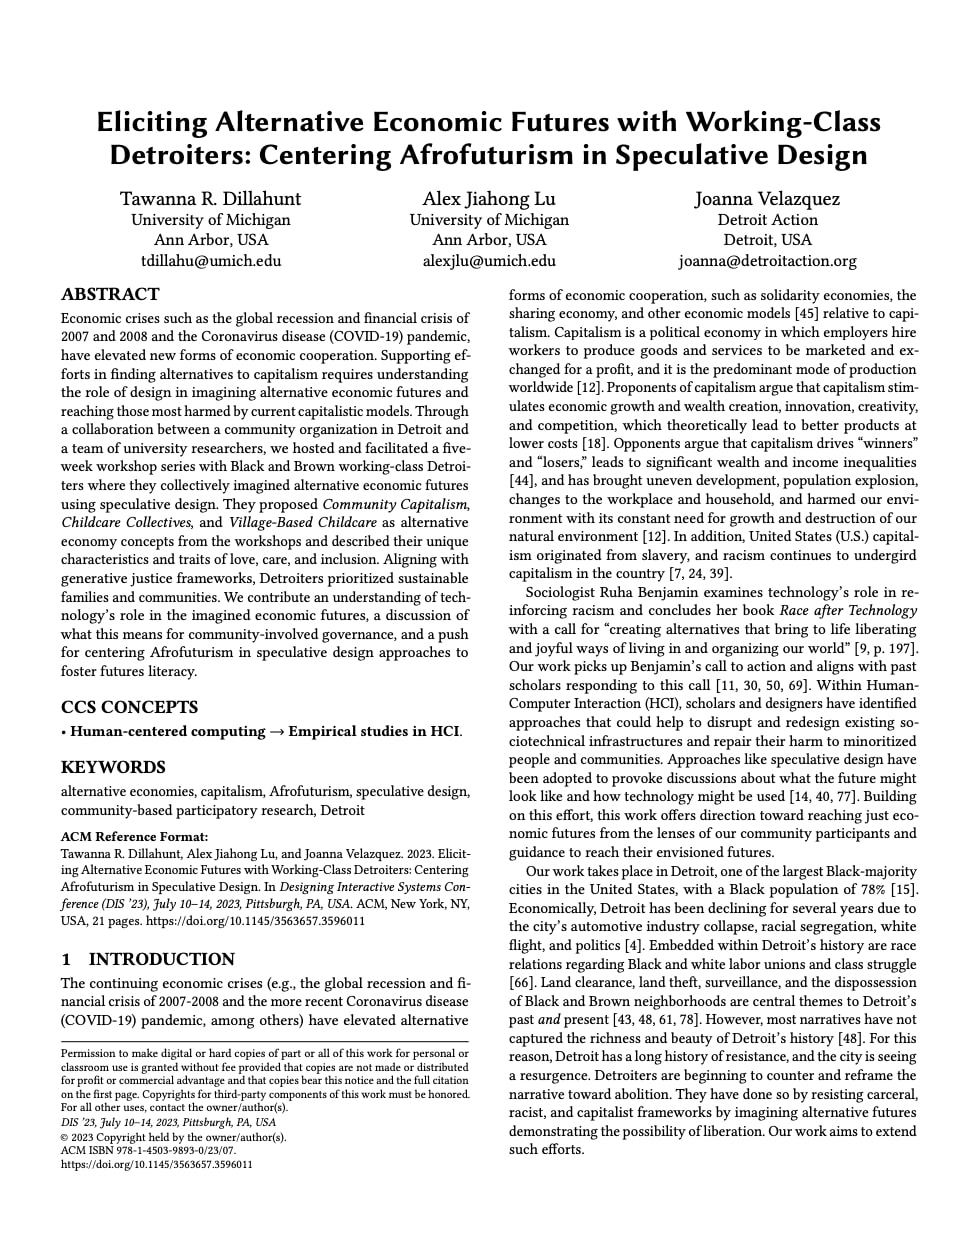 Eliciting Alternative Economic Futures with Working-Class
Detroiters: Centering Afrofuturism in Speculative Design
Tawanna R. Dillahunt
University of Michigan
Ann Arbor, USA
tdillahu@umich.edu
Alex Jiahong Lu
University of Michigan
Ann Arbor, USA
alexjlu@umich.edu
Joanna Velazquez
Detroit Action
Detroit, USA
joanna@detroitaction.org
ABSTRACT
Economic crises such as the global recession and financial crisis of
2007 and 2008 and the Coronavirus disease (COVID-19) pandemic,
have elevated new forms of economic cooperation. Supporting ef-
forts in finding alternatives to capitalism requires understanding
the role of design in imagining alternative economic futures and
reaching those most harmed by current capitalistic models. Through
a collaboration between a community organization in Detroit and
a team of university researchers, we hosted and facilitated a five-
week workshop series with Black and Brown working-class Detroi-
ters where they collectively imagined alternative economic futures
using speculative design. They proposed Community Capitalism,
Childcare Collectives, and Village-Based Childcare as alternative
economy concepts from the workshops and described their unique
characteristics and traits of love, care, and inclusion. Aligning with
generative justice frameworks, Detroiters prioritized sustainable
families and communities. We contribute an understanding of tech-
nology's role in the imagined economic futures, a discussion of
what this means for community-involved governance, and a push
for centering Afrofuturism in speculative design approaches to
foster futures literacy.
CCS CONCEPTS
• Human-centered computing → Empirical studies in HCI.
KEYWORDS
alternative economies, capitalism, Afrofuturism, speculative design,
community-based participatory research, Detroit
ACM Reference Format:
Tawanna R. Dillahunt, Alex Jiahong Lu, and Joanna Velazquez. 2023. Elicit-
ing Alternative Economic Futures with Working-Class Detroiters: Centering
Afrofuturism in Speculative Design. In Designing Interactive Systems Con-
ference (DIS '23), July 10–14, 2023, Pittsburgh, PA, USA. ACM, New York, NY,
USA, 21 pages. https://doi.org/10.1145/3563657.3596011
1 INTRODUCTION
The continuing economic crises (e.g., the global recession and fi-
nancial crisis of 2007-2008 and the more recent Coronavirus disease
(COVID-19) pandemic, among others) have elevated alternative
Permission to make digital or hard copies of part or all of this work for personal or
classroom use is granted without fee provided that copies are not made or distributed
for profit or commercial advantage and that copies bear this notice and the full citation
on the first page. Copyrights for third-party components of this work must be honored.
For all other uses, contact the owner/author(s).
DIS '23, July 10–14, 2023, Pittsburgh, PA, USA
© 2023 Copyright held by the owner/author(s).
ACM ISBN 978-1-4503-9893-0/23/07.
https://doi.org/10.1145/3563657.3596011
forms of economic cooperation, such as solidarity economies, the
sharing economy, and other economic models [45] relative to capi-
talism. Capitalism is a political economy in which employers hire
workers to produce goods and services to be marketed and ex-
changed for a profit, and it is the predominant mode of production
worldwide [12]. Proponents of capitalism argue that capitalism stim-
ulates economic growth and wealth creation, innovation, creativity,
and competition, which theoretically lead to better products at
lower costs [18]. Opponents argue that capitalism drives “winners”
and “losers,” leads to significant wealth and income inequalities
[44], and has brought uneven development, population explosion,
changes to the workplace and household, and harmed our envi-
ronment with its constant need for growth and destruction of our
natural environment [12]. In addition, United States (U.S.) capital-
ism originated from slavery, and racism continues to undergird
capitalism in the country [7, 24, 39].
Sociologist Ruha Benjamin examines technology's role in re-
inforcing racism and concludes her book Race after Technology
with a call for “creating alternatives that bring to life liberating
and joyful ways of living in and organizing our world” [9, p. 197].
Our work picks up Benjamin's call to action and aligns with past
scholars responding to this call [11, 30, 50, 69]. Within Human-
Computer Interaction (HCI), scholars and designers have identified
approaches that could help to disrupt and redesign existing so-
ciotechnical infrastructures and repair their harm to minoritized
people and communities. Approaches like speculative design have
been adopted to provoke discussions about what the future might
look like and how technology might be used [14, 40, 77]. Building
on this effort, this work offers direction toward reaching just eco-
nomic futures from the lenses of our community participants and
guidance to reach their envisioned futures.
Our work takes place in Detroit, one of the largest Black-majority
cities in the United States, with a Black population of 78% [15].
Economically, Detroit has been declining for several years due to
the city's automotive industry collapse, racial segregation, white
flight, and politics [4]. Embedded within Detroit's history are race
relations regarding Black and white labor unions and class struggle
[66]. Land clearance, land theft, surveillance, and the dispossession
of Black and Brown neighborhoods are central themes to Detroit's
past and present [43, 48, 61, 78]. However, most narratives have not
captured the richness and beauty of Detroit's history [48]. For this
reason, Detroit has a long history of resistance, and the city is seeing
a resurgence. Detroiters are beginning to counter and reframe the
narrative toward abolition. They have done so by resisting carceral,
racist, and capitalist frameworks by imagining alternative futures
demonstrating the possibility of liberation. Our work aims to extend
such efforts.